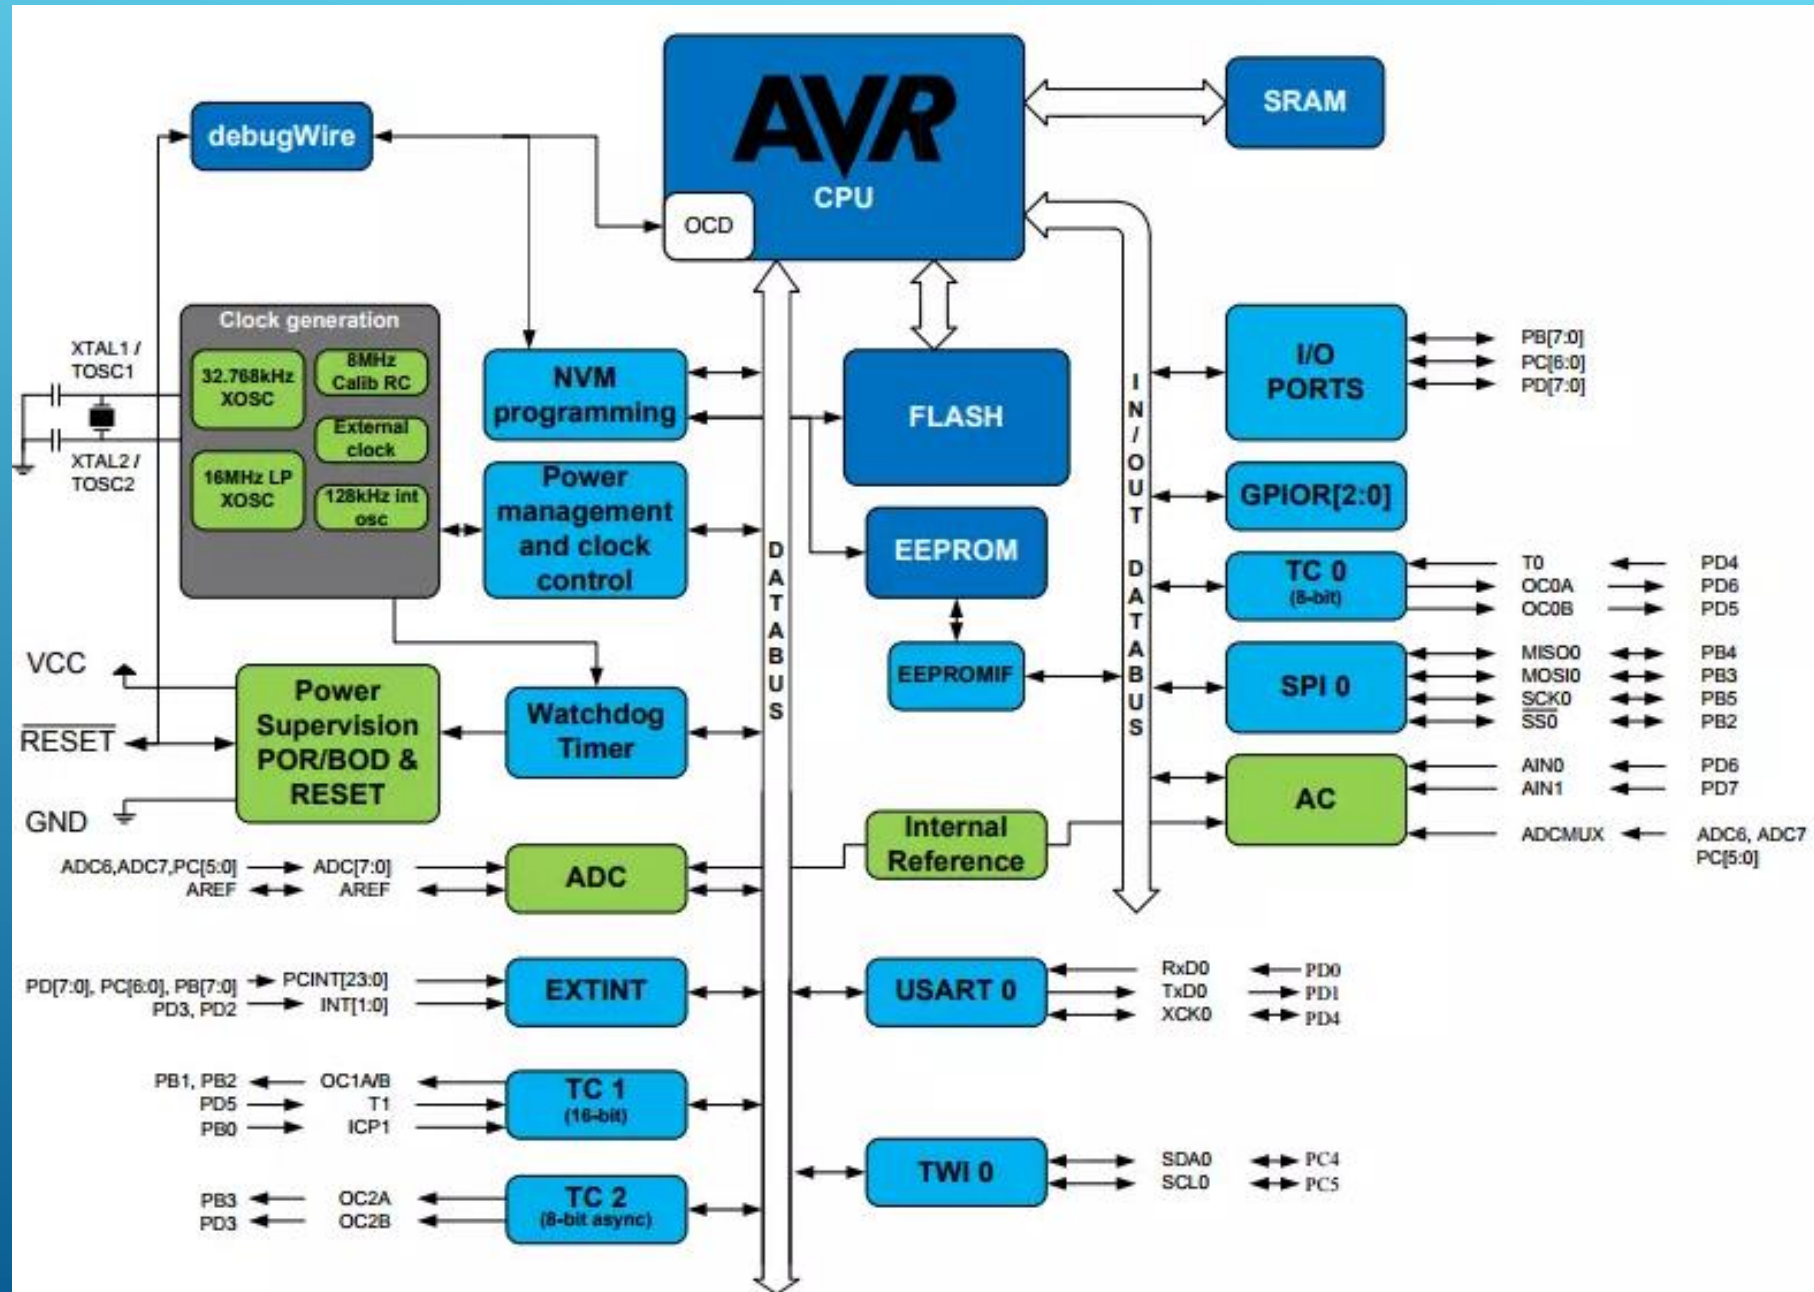 AVR
CPU
OCD
SRAM
debugWire
Clock generation
32.768kHz
XOSC
8MHz
Calib RC
External
clock
16MHz LP
XOSC
128kHz int
osc
XTAL1 /
TOSC1
XTAL2 /
TOSC2
NVM
programming
Power
management
and clock
control
FLASH
EEPROM
EEPROMIF
DATABUS
IN/OUT DATABUS
I/O
PORTS
PB[7:0]
PC[6:0]
PD[7:0]
GPIOR[2:0]
TC 0
(8-bit)
T0 PD4
OC0A PD6
OC0B PD5
SPI 0
MISO0 PB4
MOSI0 PB3
SCK0 PB5
SS0 PB2
AC
AIN0 PD6
AIN1 PD7
ADCMUX ADC6, ADC7
PC[5:0]
VCC
RESET
GND
Power
Supervision
POR/BOD &
RESET
Watchdog
Timer
Internal
Reference
ADC6,ADC7,PC[5:0] ADC[7:0]
AREF AREF
ADC
PD[7:0], PC[6:0], PB[7:0] PCINT[23:0]
PD3, PD2 INT[1:0]
EXTINT
USART 0
RxD0 PD0
TxD0 PD1
XCK0 PD4
PB1, PB2 OC1A/B
PD5 T1
PB0 ICP1
TC 1
(16-bit)
TWI 0
SDA0 PC4
SCL0 PC5
PB3 OC2A
PD3 OC2B
TC 2
(8-bit async)